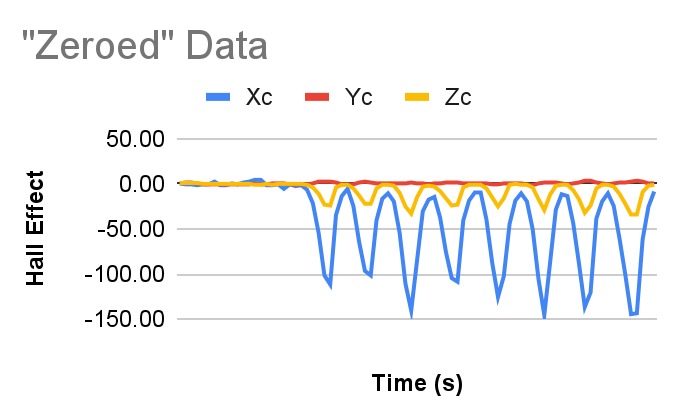 "Zeroed" Data
Xc Yc Zc
50.00
0.00
-50.00
-100.00
-150.00
Hall Effect
Time (s)